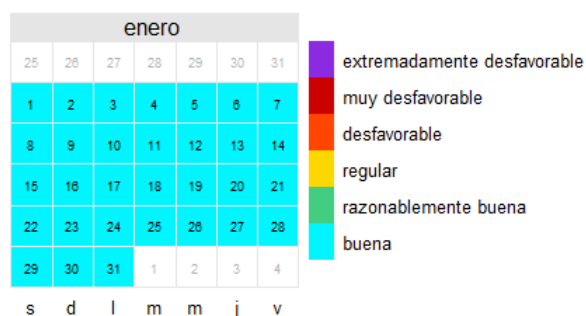 enero
25 26 27 28 29 30 31
1 2 3 4 5 6 7
8 9 10 11 12 13 14
15 16 17 18 19 20 21
22 23 24 25 26 27 28
29 30 31 1 2 3 4
s d l m m j v
extremadamente desfavorable
muy desfavorable
desfavorable
regular
razonablemente buena
buena